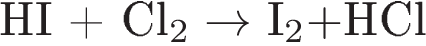 HI + Cl₂ → I₂+HCl